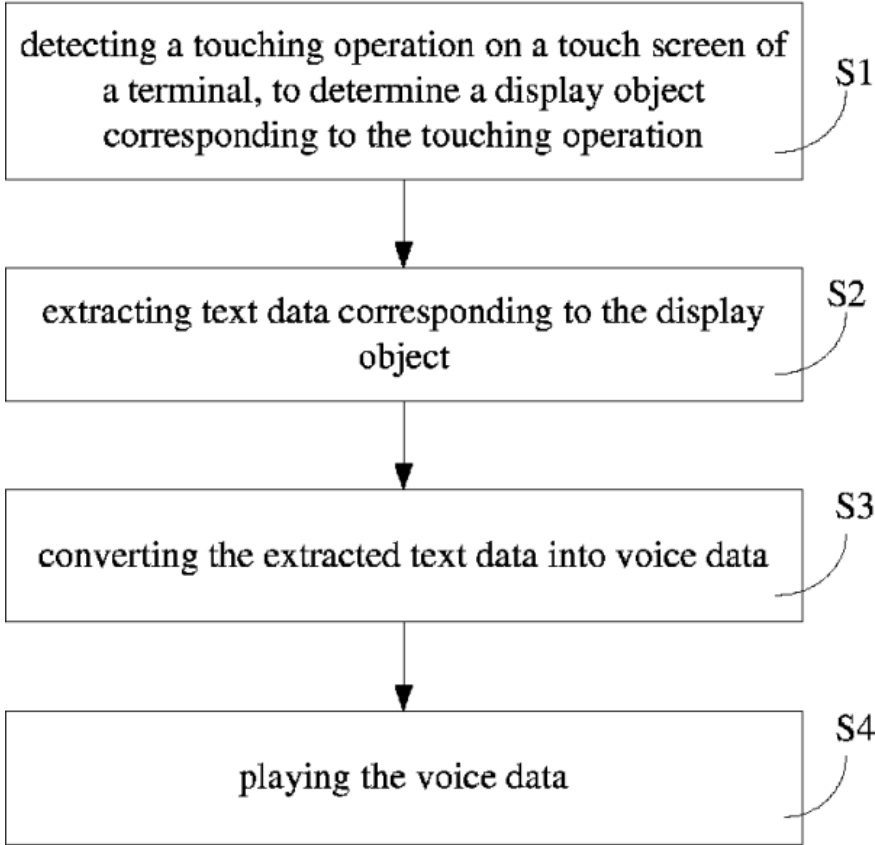 detecting a touching operation on a touch screen of
a terminal, to determine a display object
corresponding to the touching operation
S1
extracting text data corresponding to the display
object
S2
converting the extracted text data into voice data
S3
playing the voice data
S4